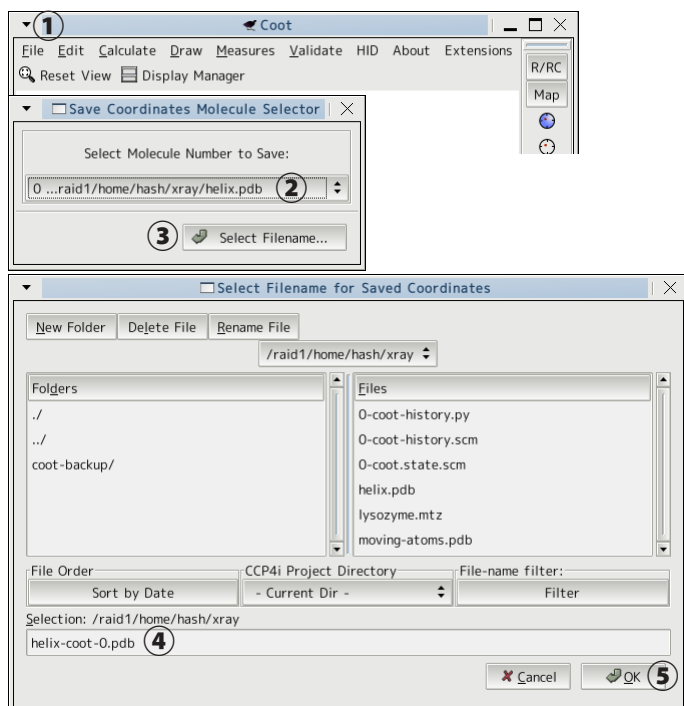 ① Coot
File Edit Calculate Draw Measures Validate HID About Extensions
R/RC
Reset View Display Manager
Map
Save Coordinates Molecule Selector
Select Molecule Number to Save:
0 ...raid1/home/hash/xray/helix.pdb ②
③ Select Filename...
Select Filename for Saved Coordinates
New Folder Delete File Rename File
/raid1/home/hash/xray
Folders
./
../
coot-backup/
Files
0-coot-history.py
0-coot-history.scm
0-coot.state.scm
helix.pdb
lysozyme.mtz
moving-atoms.pdb
File Order CCP4i Project Directory File-name filter:
Sort by Date - Current Dir - Filter
Selection: /raid1/home/hash/xray
helix-coot-0.pdb ④
Cancel OK ⑤